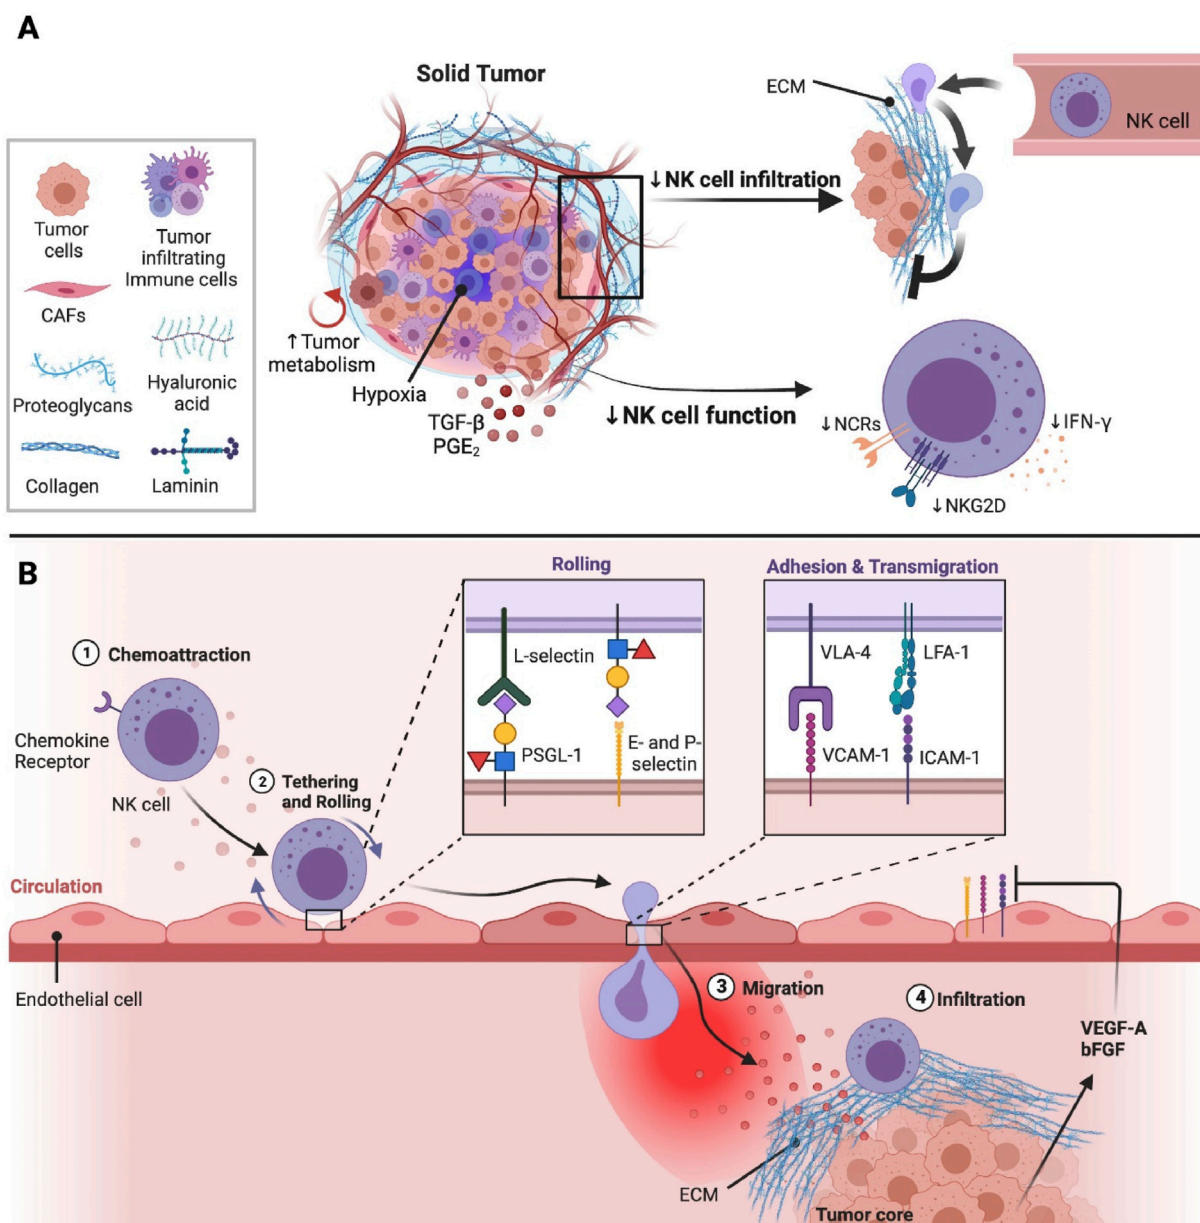 A
Solid Tumor
ECM
NK cell
↓NK cell infiltration
Tumor
cells
Tumor
infiltrating
Immune cells
CAFs
Proteoglycans
Hyaluronic
acid
Collagen
Laminin
↑Tumor
metabolism
Hypoxia
TGF-β
PGE₂
↓NK cell function
↓NCRs
↓IFN-γ
↓NKG2D
B
Rolling
Adhesion & Transmigration
1 Chemoattraction
L-selectin
PSGL-1
E- and P-
selectin
VLA-4
LFA-1
VCAM-1
ICAM-1
Chemokine
Receptor
NK cell
2 Tethering
and Rolling
Circulation
Endothelial cell
3 Migration
4 Infiltration
VEGF-A
bFGF
ECM
Tumor core